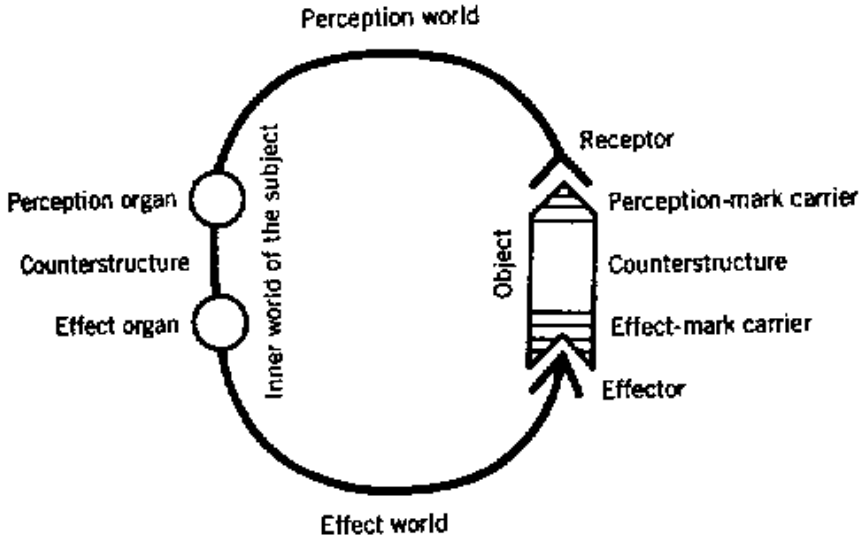 Perception world
Receptor
Perception organ
Perception-mark carrier
Inner world of the subject
Object
Counterstructure
Counterstructure
Effect organ
Effect-mark carrier
Effector
Effect world